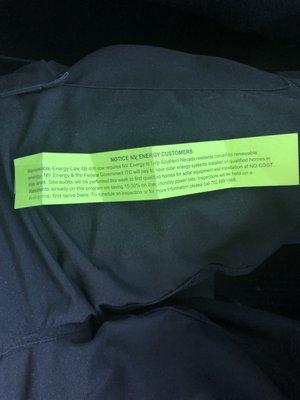 NOTICE NV ENERGY CUSTOMERS
Renewable Energy Law AB 405 now requires NV Energy to help Southern Nevada residents convert to renewable
energy. NV Energy & the Federal Government ITC will pay to have solar energy systems installed on qualified homes in
this area. Site audits will be performed this week to find qualified homes for solar equipment and installation at NO COST.
Residents already on this program are saving 15-30% on their monthly power bills. Inspections will be held on a
first-come, first-serve basis. To schedule an inspection or for more information please call